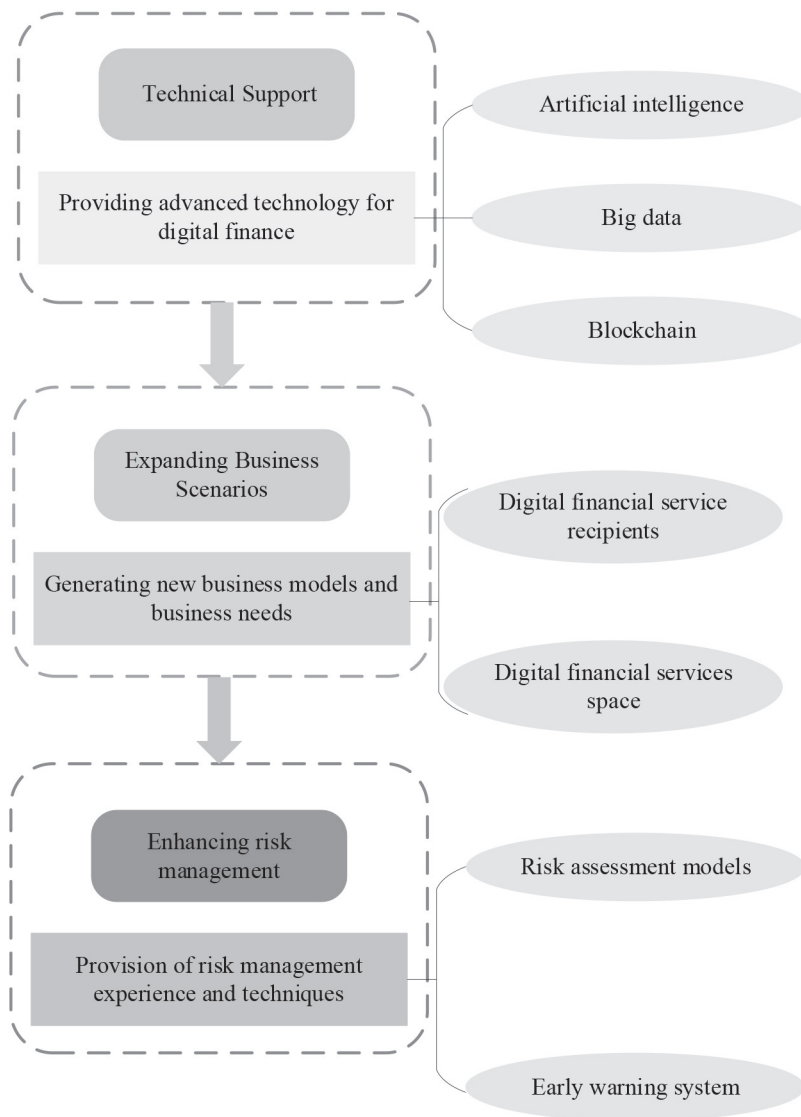 Technical Support
Providing advanced technology for
digital finance
Artificial intelligence
Big data
Blockchain
Expanding Business
Scenarios
Generating new business models and
business needs
Digital financial service
recipients
Digital financial services
space
Enhancing risk
management
Provision of risk management
experience and techniques
Risk assessment models
Early warning system